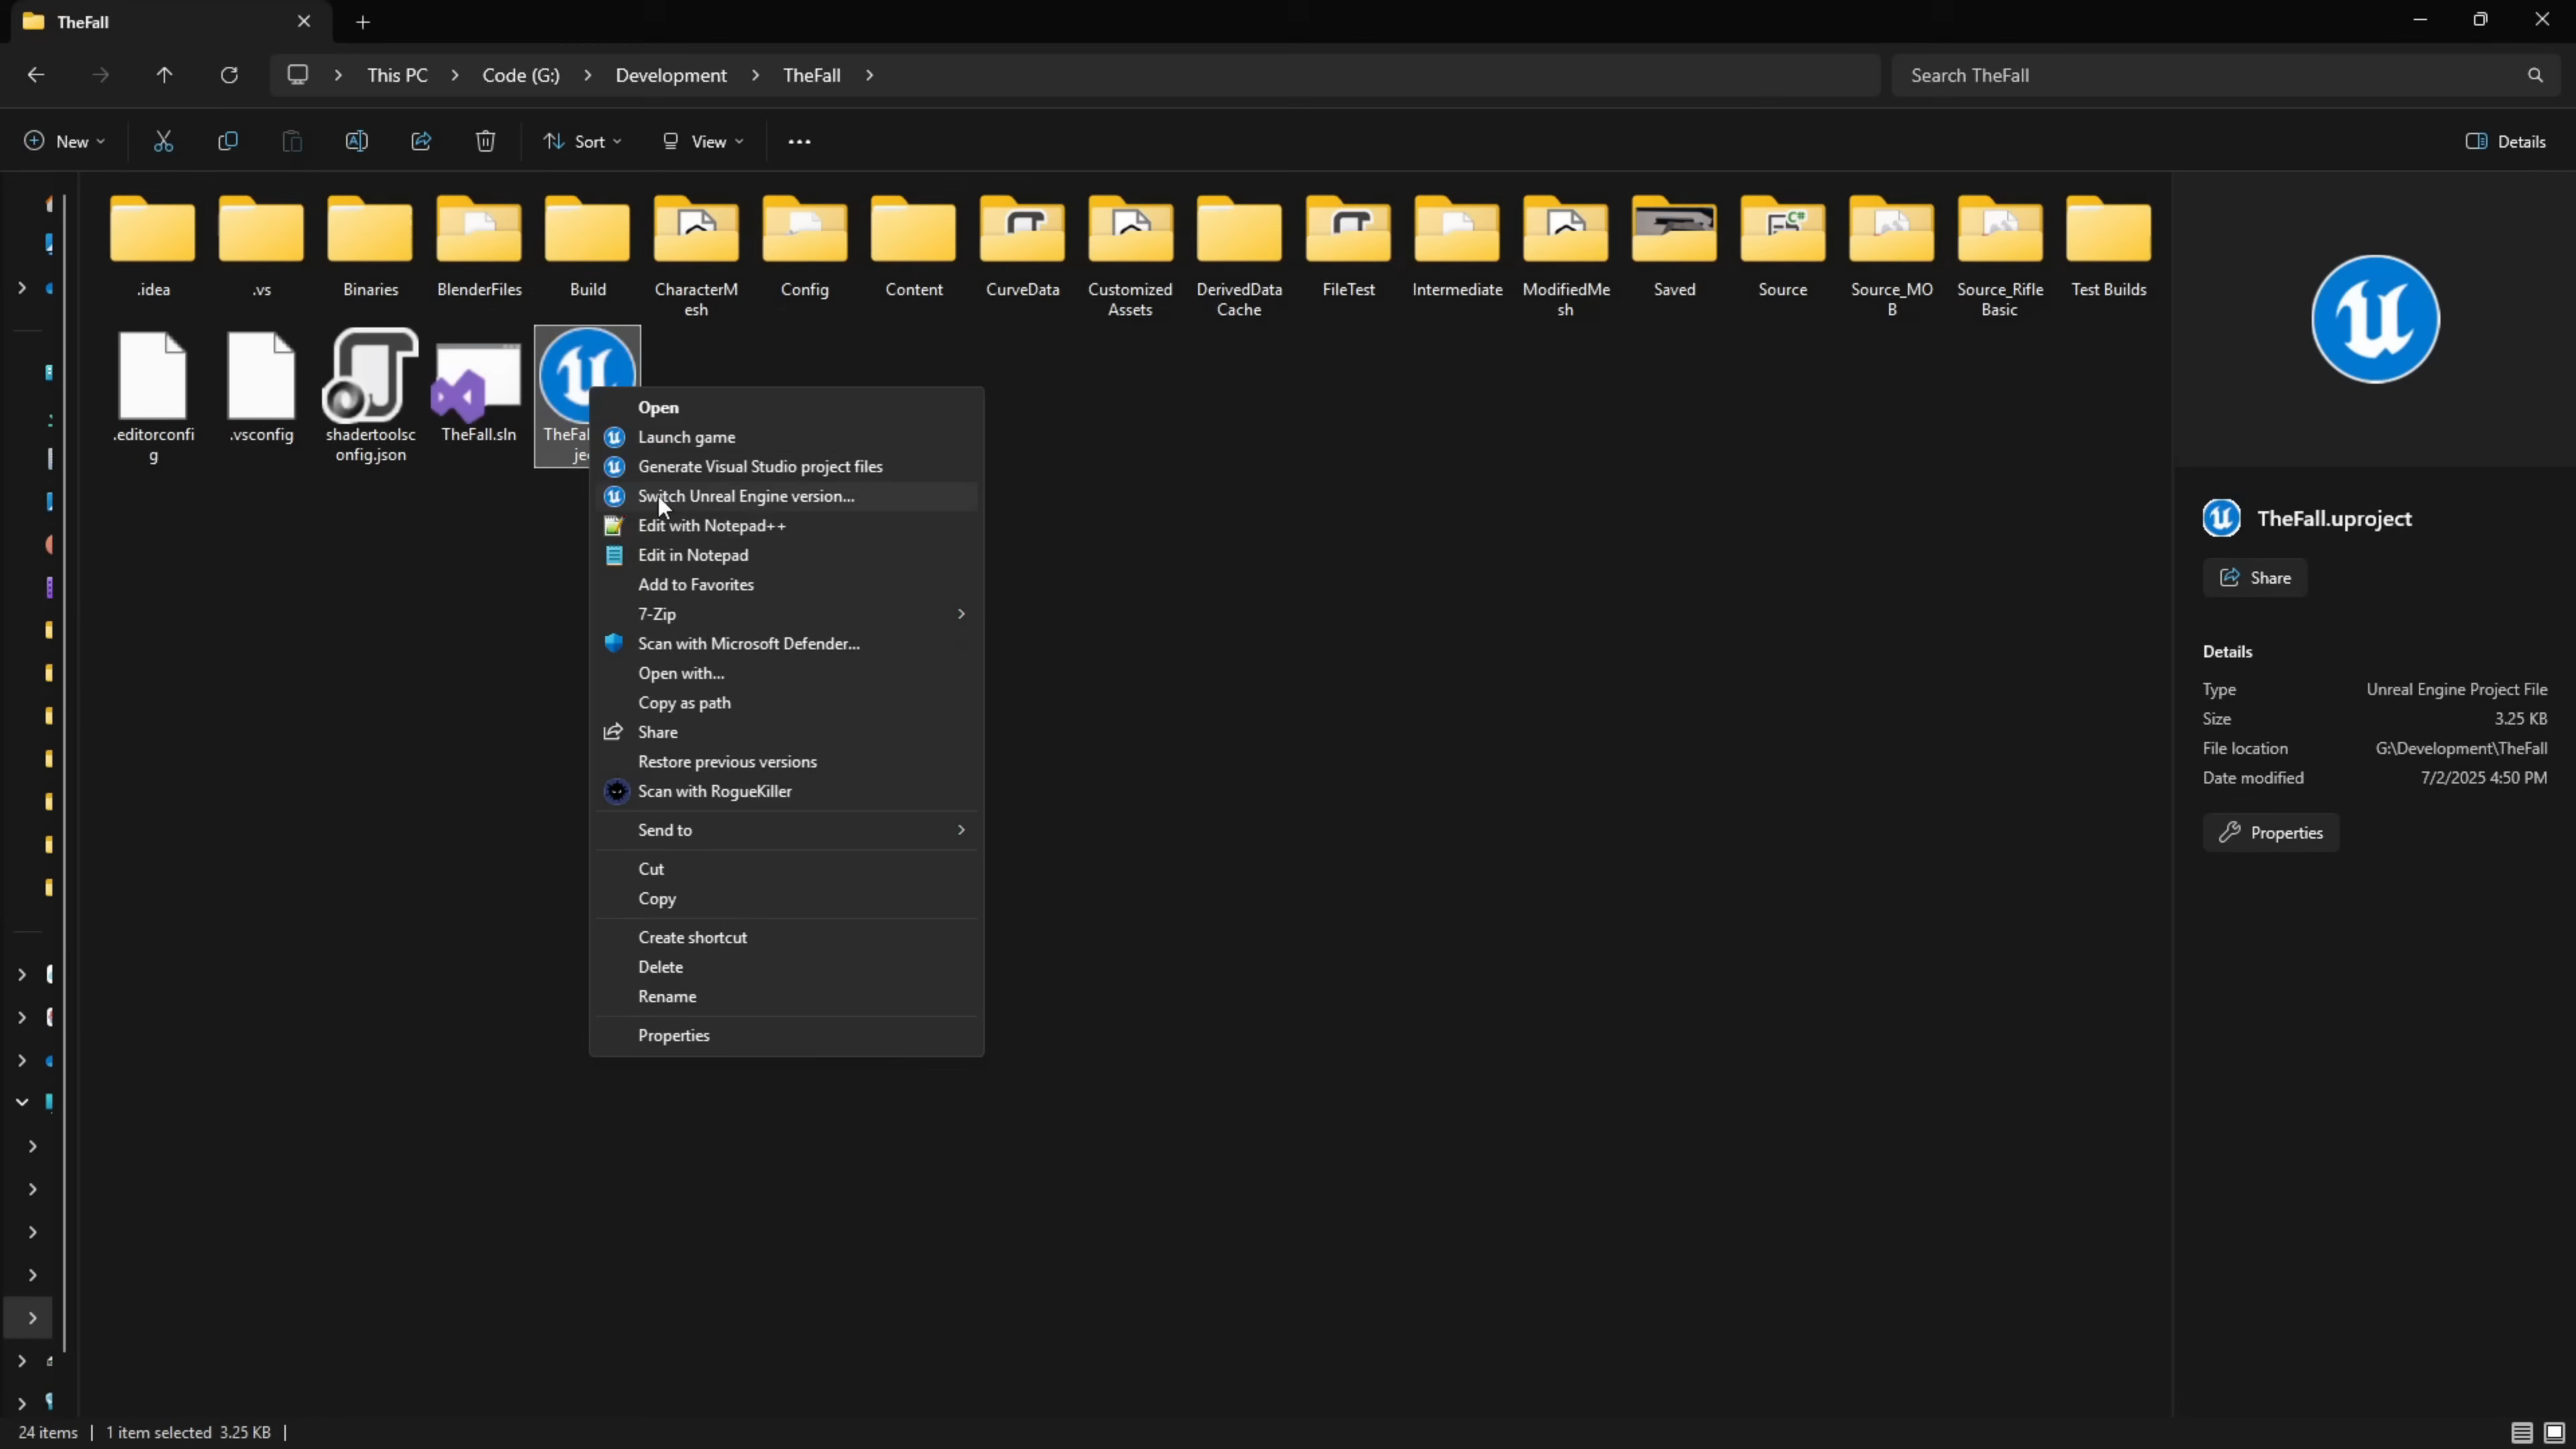 TheFall
This PC > Code (G:) > Development > TheFall >
Search TheFall
New
Sort
View
Details
.idea
.vs
Binaries
BlenderFiles
Build
CharacterM
esh
Config
Content
CurveData
Customized
Assets
DerivedData
Cache
FileTest
Intermediate
ModifiedMe
sh
Saved
Source
Source_MO
B
Source_Rifle
Basic
Test Builds
.editorconfi
g
.vsconfig
shadertoolsc
onfig.json
TheFall.sln
TheFal
jec
Open
Launch game
Generate Visual Studio project files
Switch Unreal Engine version...
Edit with Notepad++
Edit in Notepad
Add to Favorites
7-Zip
Scan with Microsoft Defender...
Open with...
Copy as path
Share
Restore previous versions
Scan with RogueKiller
Send to
Cut
Copy
Create shortcut
Delete
Rename
Properties
TheFall.uproject
Share
Details
Type Unreal Engine Project File
Size 3.25 KB
File location G:\Development\TheFall
Date modified 7/2/2025 4:50 PM
Properties
24 items | 1 item selected 3.25 KB |